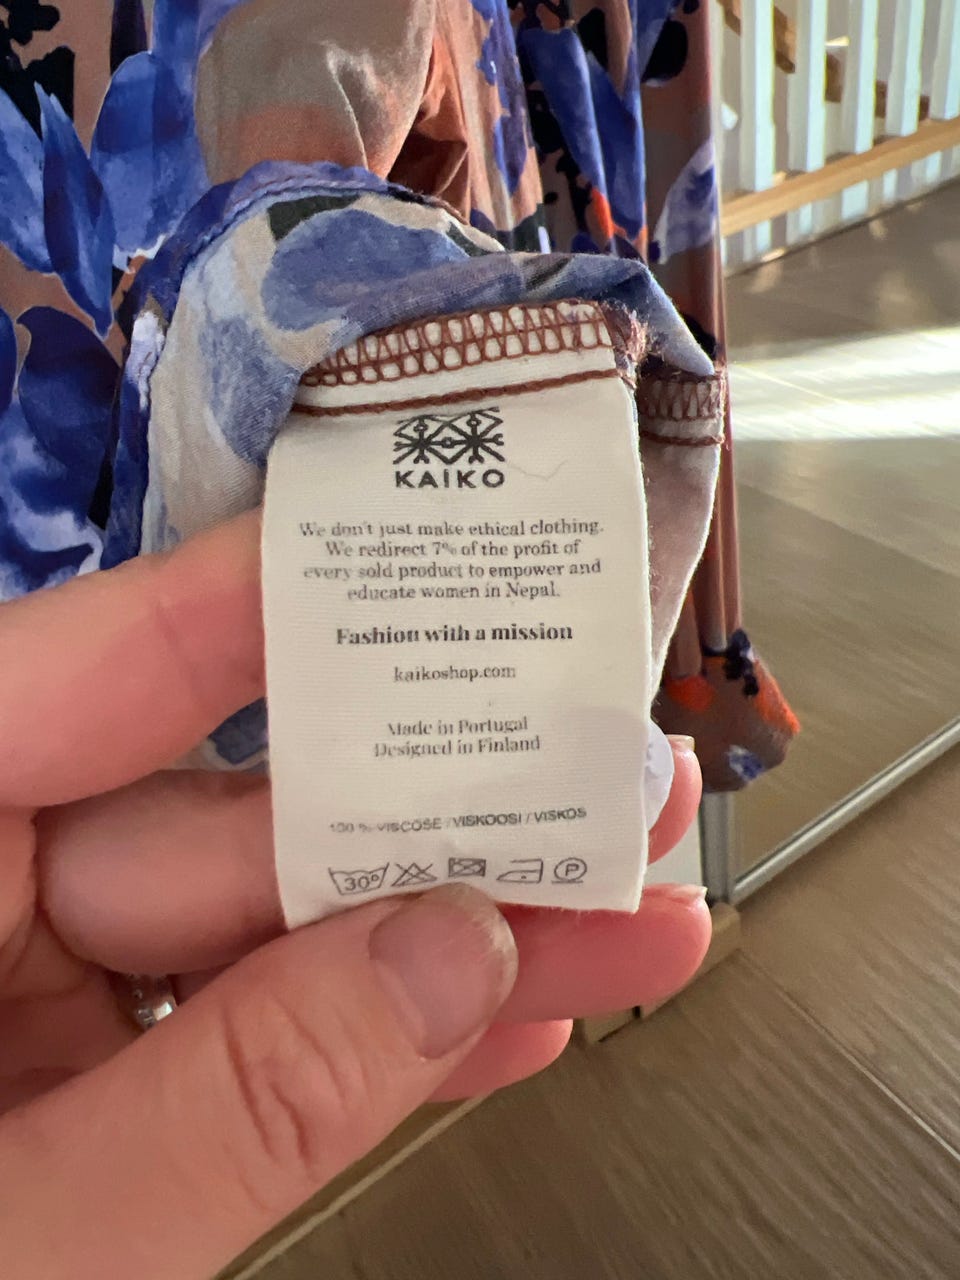 KAIKO
We don't just make ethical clothing.
We redirect 7% of the profit of
every sold product to empower and
educate women in Nepal.
Fashion with a mission
kaikoshop.com
Made in Portugal
Designed in Finland
100 % VISCOSE / VISKOOSI / VISKOS
30° P